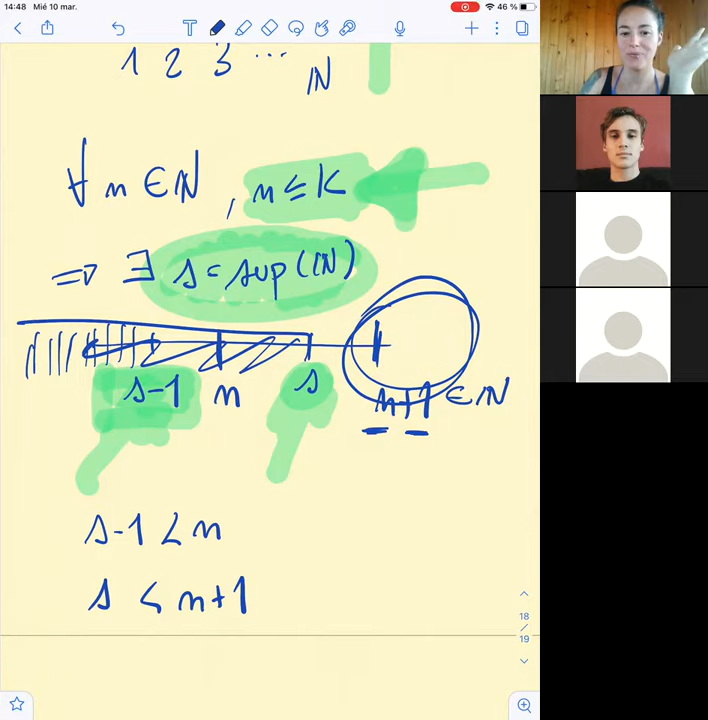 14:48 Mié 10 mar.
46 %
T
1 2 3 ...
ℕ
∀ n ∈ ℕ, n ≤ K
⇒ ∃ s = sup(ℕ)
s-1 n s n+1 ∈ ℕ
s-1 < n
s < n+1
18
/
19